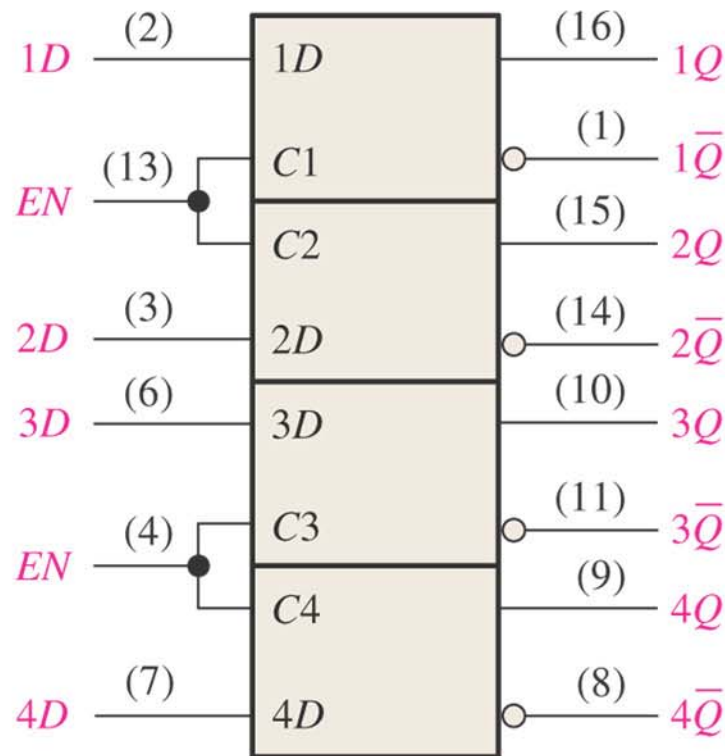 1D (2) 1D (16) 1Q
C1 (1) 1Q̅
EN (13)
C2 (15) 2Q
2D (3) 2D (14) 2Q̅
3D (6) 3D (10) 3Q
C3 (11) 3Q̅
EN (4)
C4 (9) 4Q
4D (7) 4D (8) 4Q̅